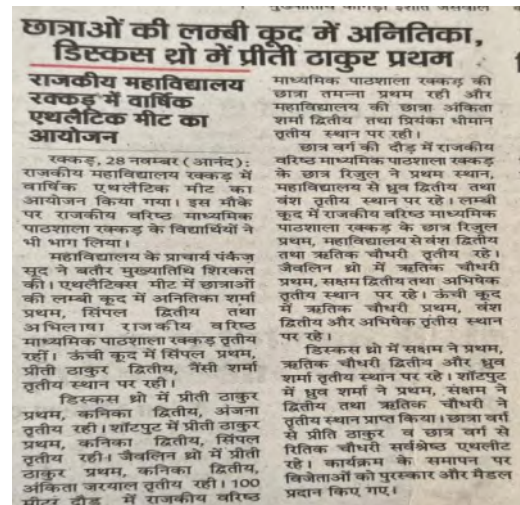 छात्राओं की लम्बी कूद में अनितिका,
डिस्कस थ्रो में प्रीती ठाकुर प्रथम
राजकीय महाविद्यालय
रक्कड़ में वार्षिक
एथलैटिक मीट का
आयोजन
रक्कड़, 28 नवम्बर (आनंद):
राजकीय महाविद्यालय रक्कड़ में
वार्षिक एथलैटिक मीट का
आयोजन किया गया। इस मौके
पर राजकीय वरिष्ठ माध्यमिक
पाठशाला रक्कड़ के विद्यार्थियों ने
भी भाग लिया।
महाविद्यालय के प्राचार्य पंकज
सूद ने बतौर मुख्यातिथि शिरकत
की। एथलैटिक्स मीट में छात्राओं
की लम्बी कूद में अनितिका शर्मा
प्रथम, सिंपल द्वितीय तथा
अभिलाषा राजकीय वरिष्ठ
माध्यमिक पाठशाला रक्कड़ तृतीय
रहीं। ऊंची कूद में सिंपल प्रथम,
प्रीती ठाकुर द्वितीय, नैंसी शर्मा
तृतीय स्थान पर रही।
डिस्कस थ्रो में प्रीती ठाकुर
प्रथम, कनिका द्वितीय, अंजना
तृतीय रही। शॉटपुट में प्रीती ठाकुर
प्रथम, कनिका द्वितीय, सिंपल
तृतीय रही। जैवलिन थ्रो में प्रीती
ठाकुर प्रथम, कनिका द्वितीय,
अंकिता जरयाल तृतीय रही। 100
मीटर दौड़ में राजकीय वरिष्ठ
माध्यमिक पाठशाला रक्कड़ की
छात्रा तमन्ना प्रथम रही और
महाविद्यालय की छात्रा अंकिता
शर्मा द्वितीय तथा प्रियंका धीमान
तृतीय स्थान पर रही।
छात्र वर्ग की दौड़ में राजकीय
वरिष्ठ माध्यमिक पाठशाला रक्कड़
के छात्र रिजुल ने प्रथम स्थान,
महाविद्यालय से ध्रुव द्वितीय तथा
वंश तृतीय स्थान पर रहे। लम्बी
कूद में राजकीय वरिष्ठ माध्यमिक
पाठशाला रक्कड़ के छात्र रिजुल
प्रथम, महाविद्यालय से वंश द्वितीय
तथा ऋतिक चौधरी तृतीय रहे।
जैवलिन थ्रो में ऋतिक चौधरी
प्रथम, सक्षम द्वितीय तथा अभिषेक
तृतीय स्थान पर रहे। ऊंची कूद
में ऋतिक चौधरी प्रथम, वंश
द्वितीय और अभिषेक तृतीय स्थान
पर रहे।
डिस्कस थ्रो में सक्षम ने प्रथम,
ऋतिक चौधरी द्वितीय और ध्रुव
शर्मा तृतीय स्थान पर रहे। शॉटपुट
में ध्रुव शर्मा ने प्रथम, सक्षम ने
द्वितीय तथा ऋतिक चौधरी ने
तृतीय स्थान प्राप्त किया। छात्रा वर्ग
से प्रीति ठाकुर व छात्र वर्ग से
रितिक चौधरी सर्वश्रेष्ठ एथलीट
रहे। कार्यक्रम के समापन पर
विजेताओं को पुरस्कार और मैडल
प्रदान किए गए।